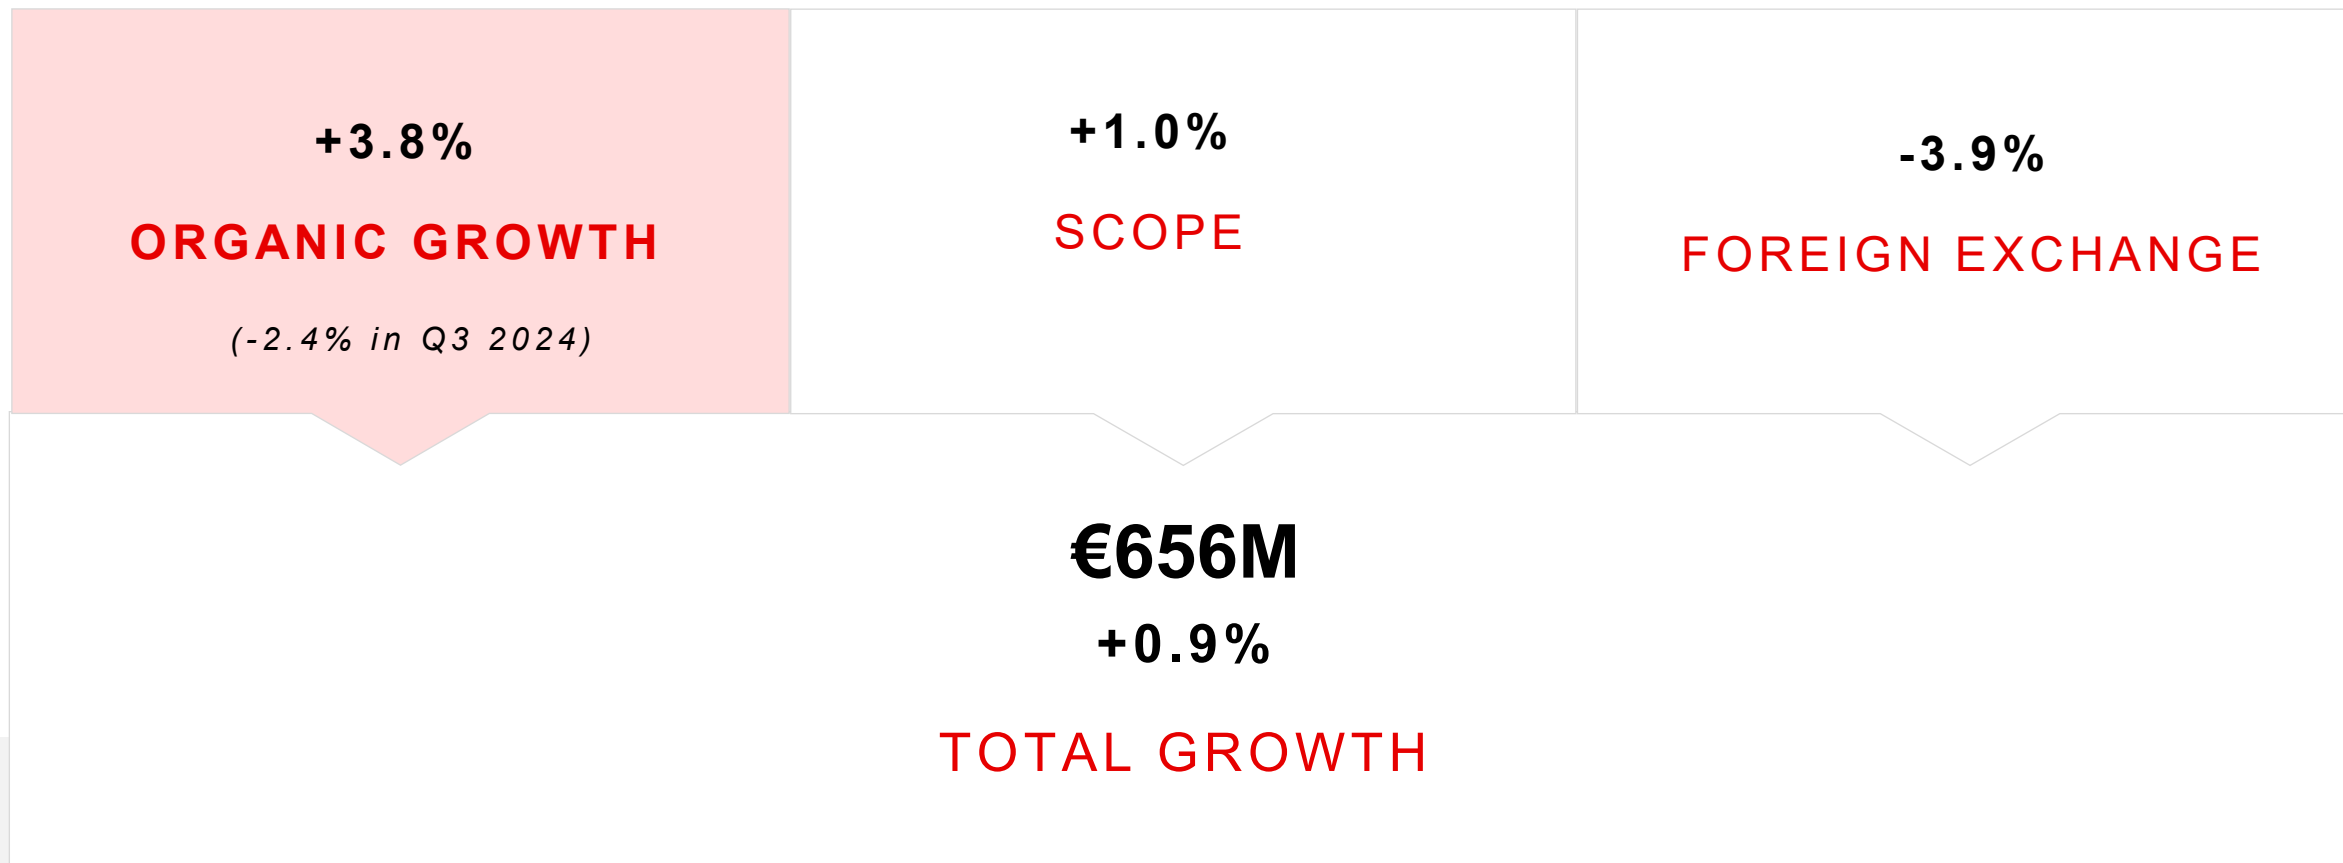 +3.8%
ORGANIC GROWTH
(-2.4% in Q3 2024)
+1.0%
SCOPE
-3.9%
FOREIGN EXCHANGE
€656M
+0.9%
TOTAL GROWTH